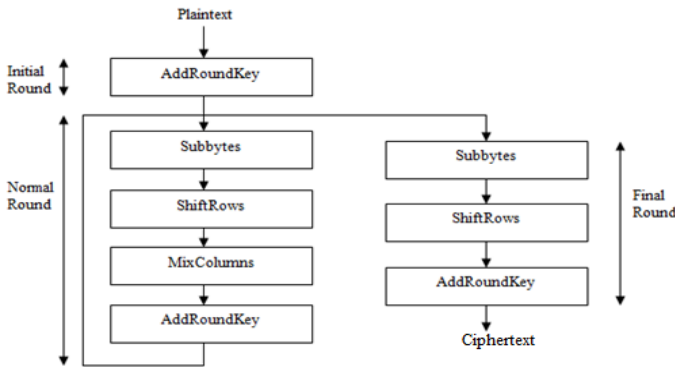 Plaintext
Initial
Round
AddRoundKey
Normal
Round
Subbytes
ShiftRows
MixColumns
AddRoundKey
Subbytes
ShiftRows
AddRoundKey
Final
Round
Ciphertext